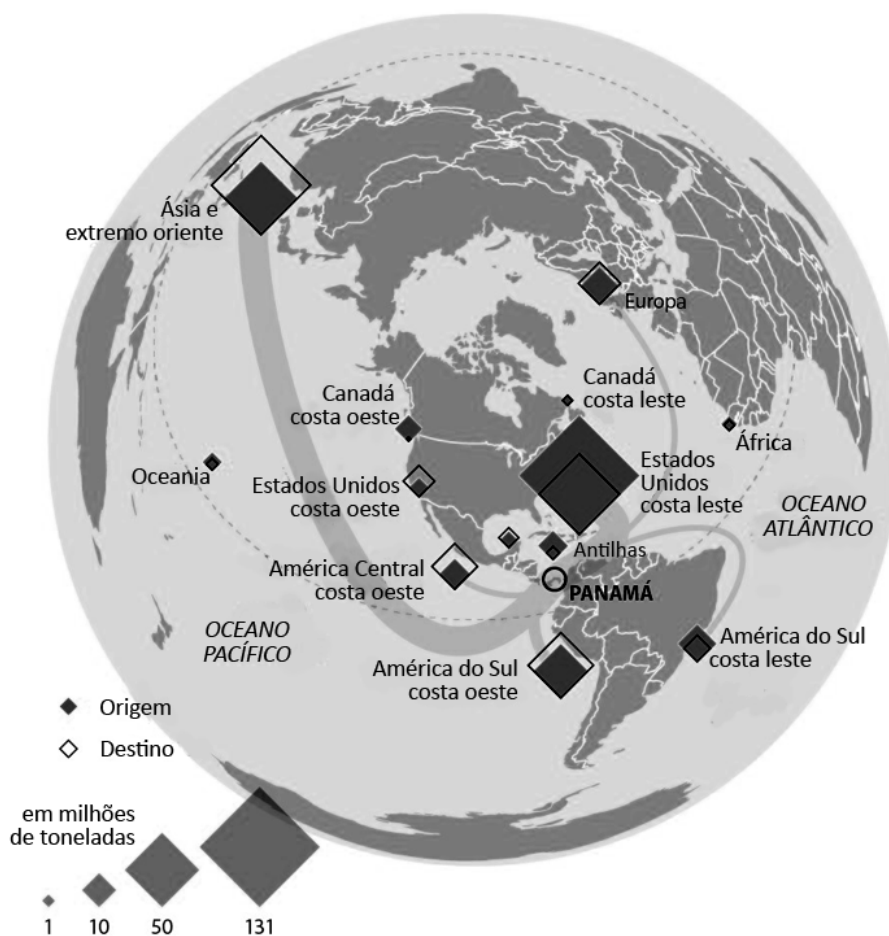 Ásia e
extremo oriente
Europa
Canadá
costa oeste
Canadá
costa leste
África
Oceania
Estados Unidos
costa oeste
Estados
Unidos
costa leste
OCEANO
ATLÂNTICO
Antilhas
América Central
costa oeste
PANAMÁ
OCEANO
PACÍFICO
América do Sul
costa oeste
América do Sul
costa leste
Origem
Destino
em milhões
de toneladas
1 10 50 131